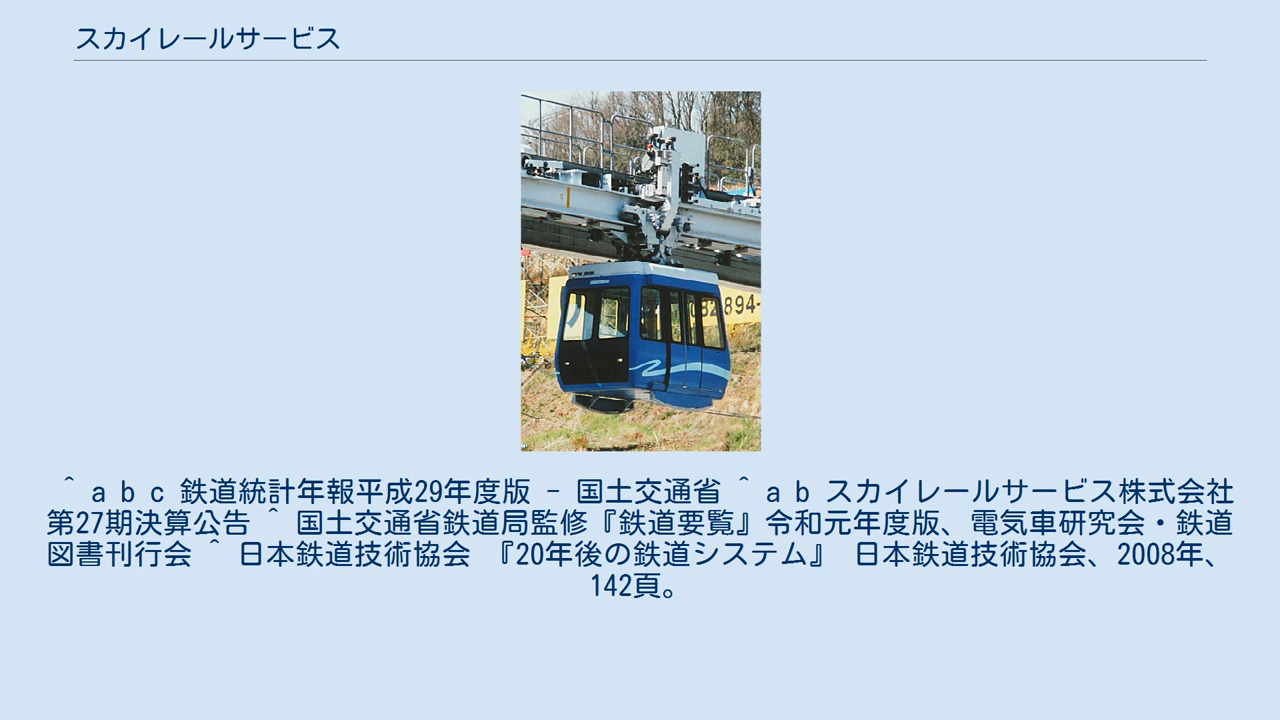 スカイレールサービス
082 894-
^ a b c 鉄道統計年報平成29年度版 - 国土交通省 ^ a b スカイレールサービス株式会社
第27期決算公告 ^ 国土交通省鉄道局監修『鉄道要覧』令和元年度版、電気車研究会・鉄道
図書刊行会 ^ 日本鉄道技術協会 『20年後の鉄道システム』 日本鉄道技術協会、2008年、
142頁。